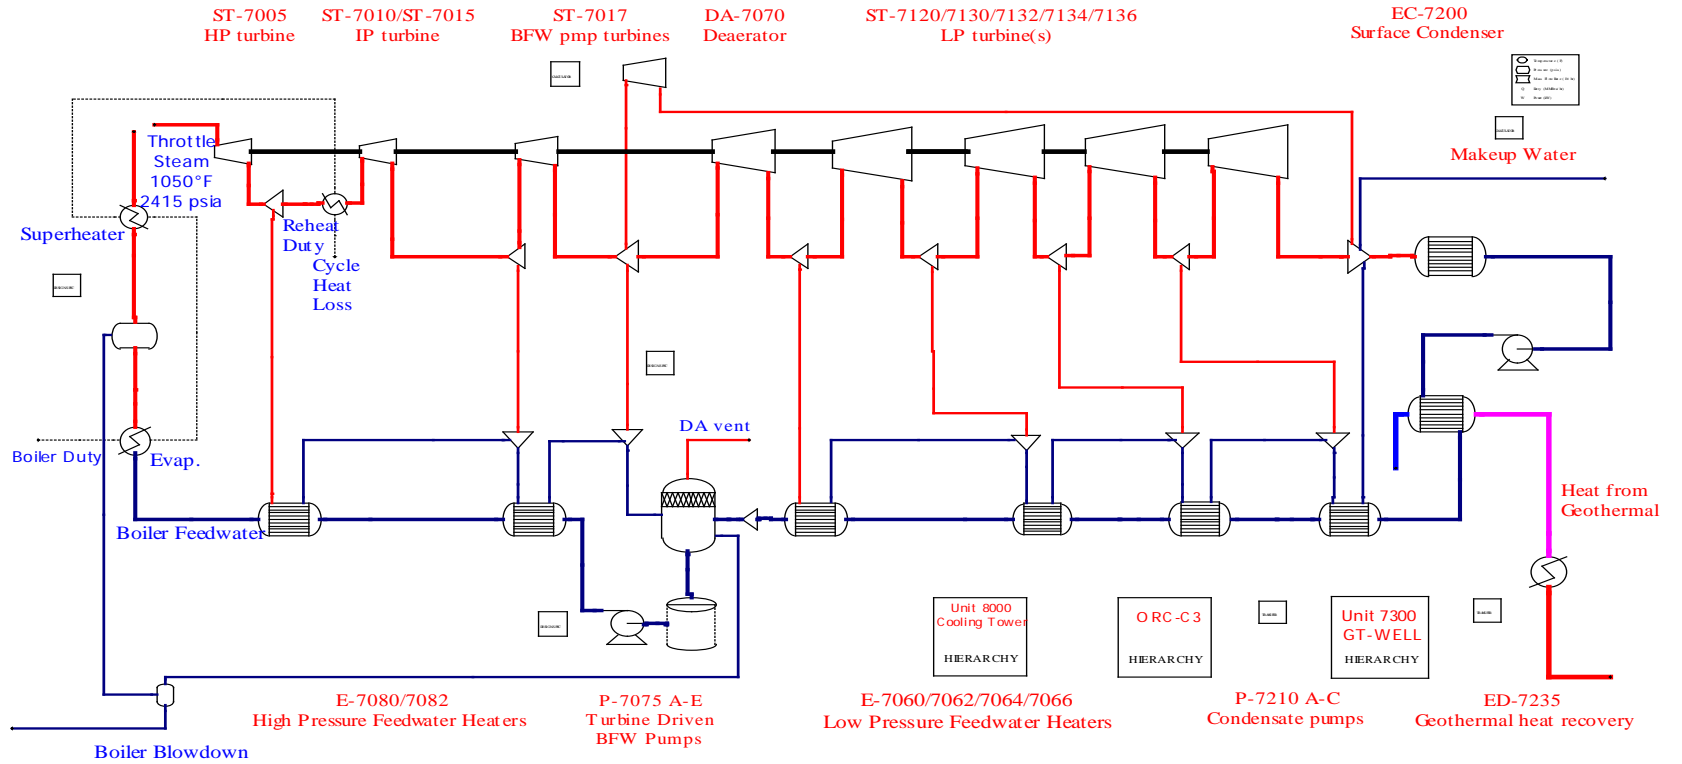 ST-7005
HP turbine
ST-7010/ST-7015
IP turbine
ST-7017
BFW pmp turbines
DA-7070
Deaerator
ST-7120/7130/7132/7134/7136
LP turbine(s)
EC-7200
Surface Condenser
Throttle
Steam
1050°F
2415 psia
Makeup Water
Superheater
Reheat
Duty
Cycle
Heat
Loss
DA vent
Boiler Duty
Evap.
Boiler Feedwater
Heat from
Geothermal
Unit 8000
Cooling Tower
HIERARCHY
ORC-C3
HIERARCHY
Unit 7300
GT-WELL
HIERARCHY
E-7080/7082
High Pressure Feedwater Heaters
P-7075 A-E
Turbine Driven
BFW Pumps
E-7060/7062/7064/7066
Low Pressure Feedwater Heaters
P-7210 A-C
Condensate pumps
ED-7235
Geothermal heat recovery
Boiler Blowdown